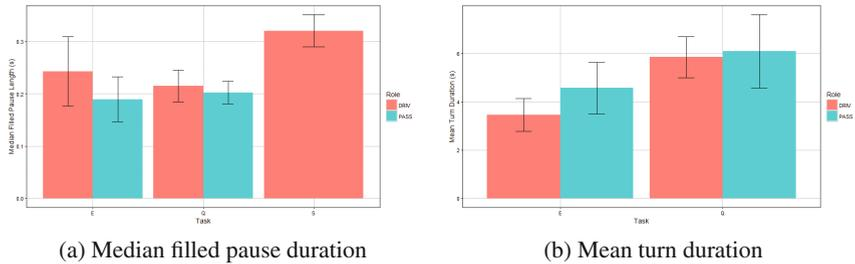 Median Filled Pause Length (s)
0.3
0.2
0.1
0.0
E
Q
S
Task
Role
DRIV
PASS
(a) Median filled pause duration
Mean Turn Duration (s)
6
4
2
0
E
Q
Task
Role
DRIV
PASS
(b) Mean turn duration